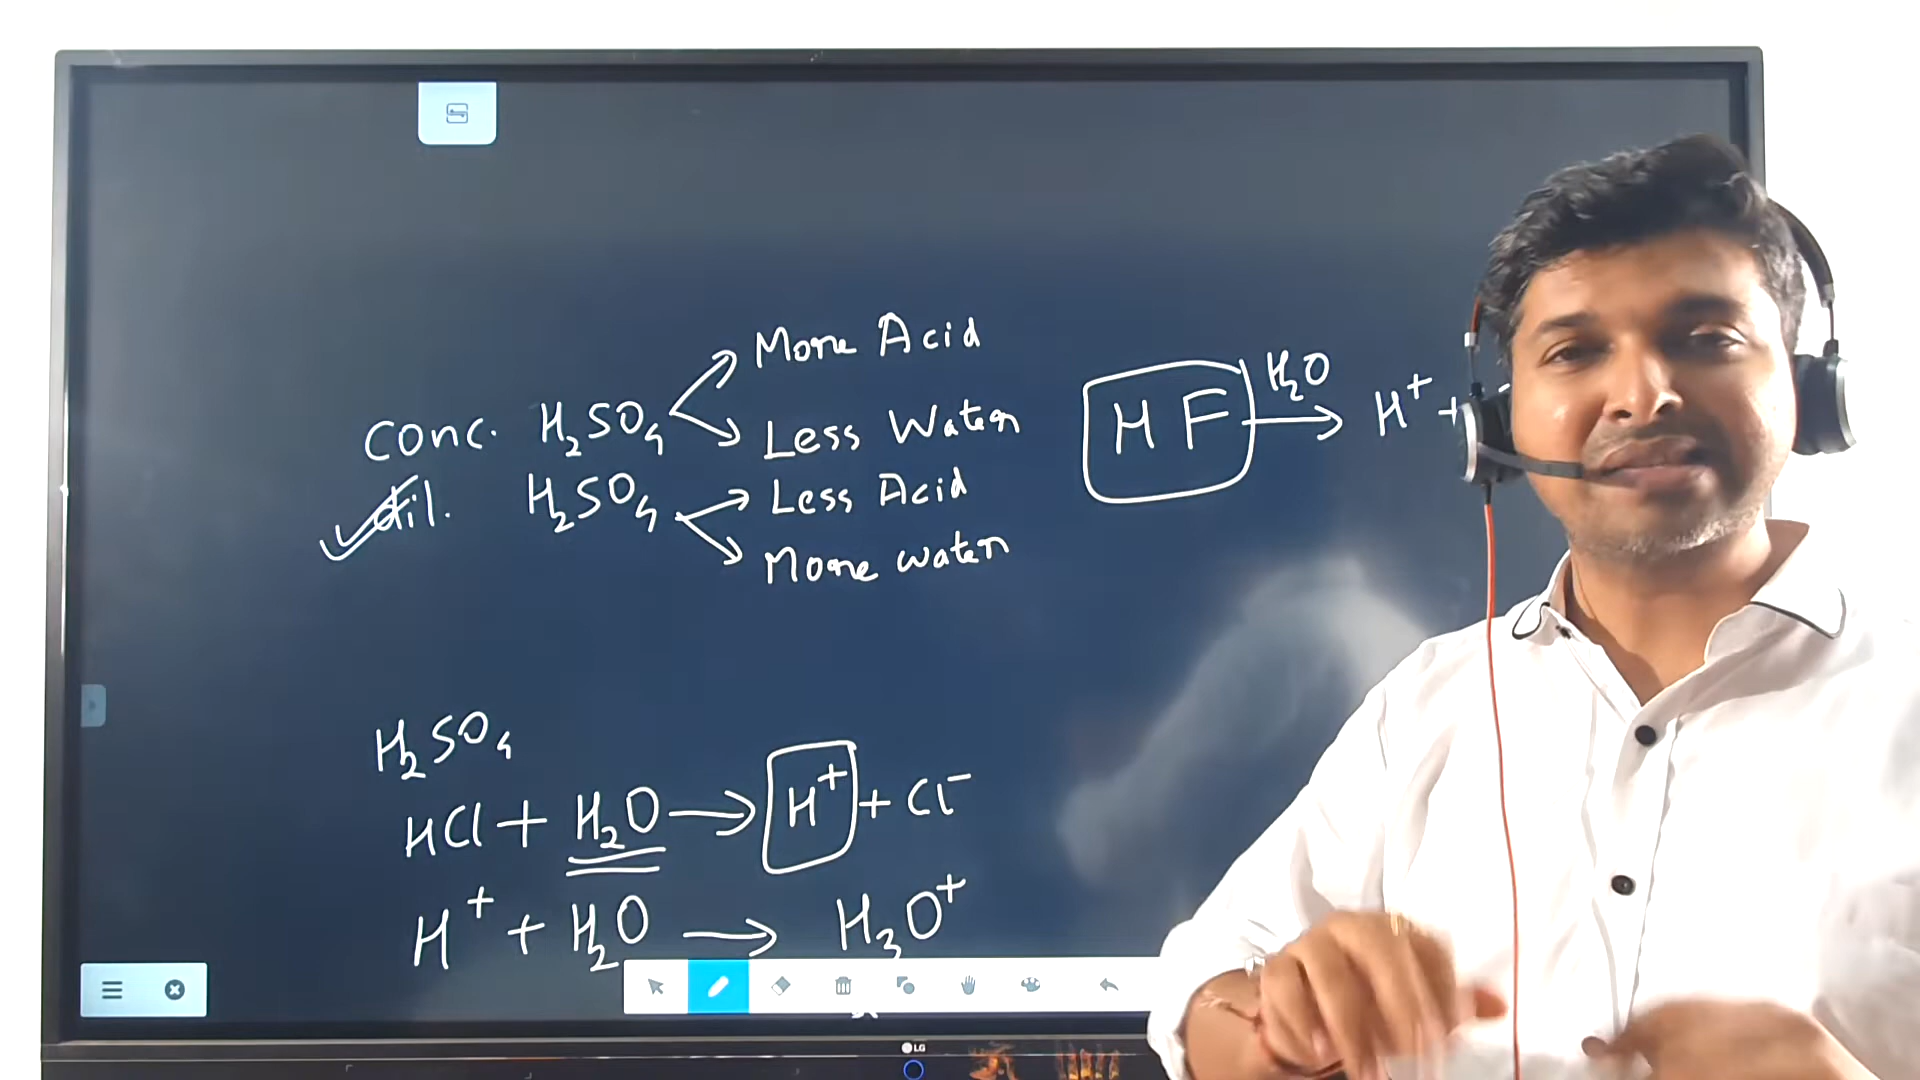 More Acid
conc. H₂SO₄
Less Water
dil. H₂SO₄
Less Acid
More water
HF H₂O → H⁺ +
H₂SO₄
HCl + H₂O → H⁺ + Cl⁻
H⁺ + H₂O → H₃O⁺
LG